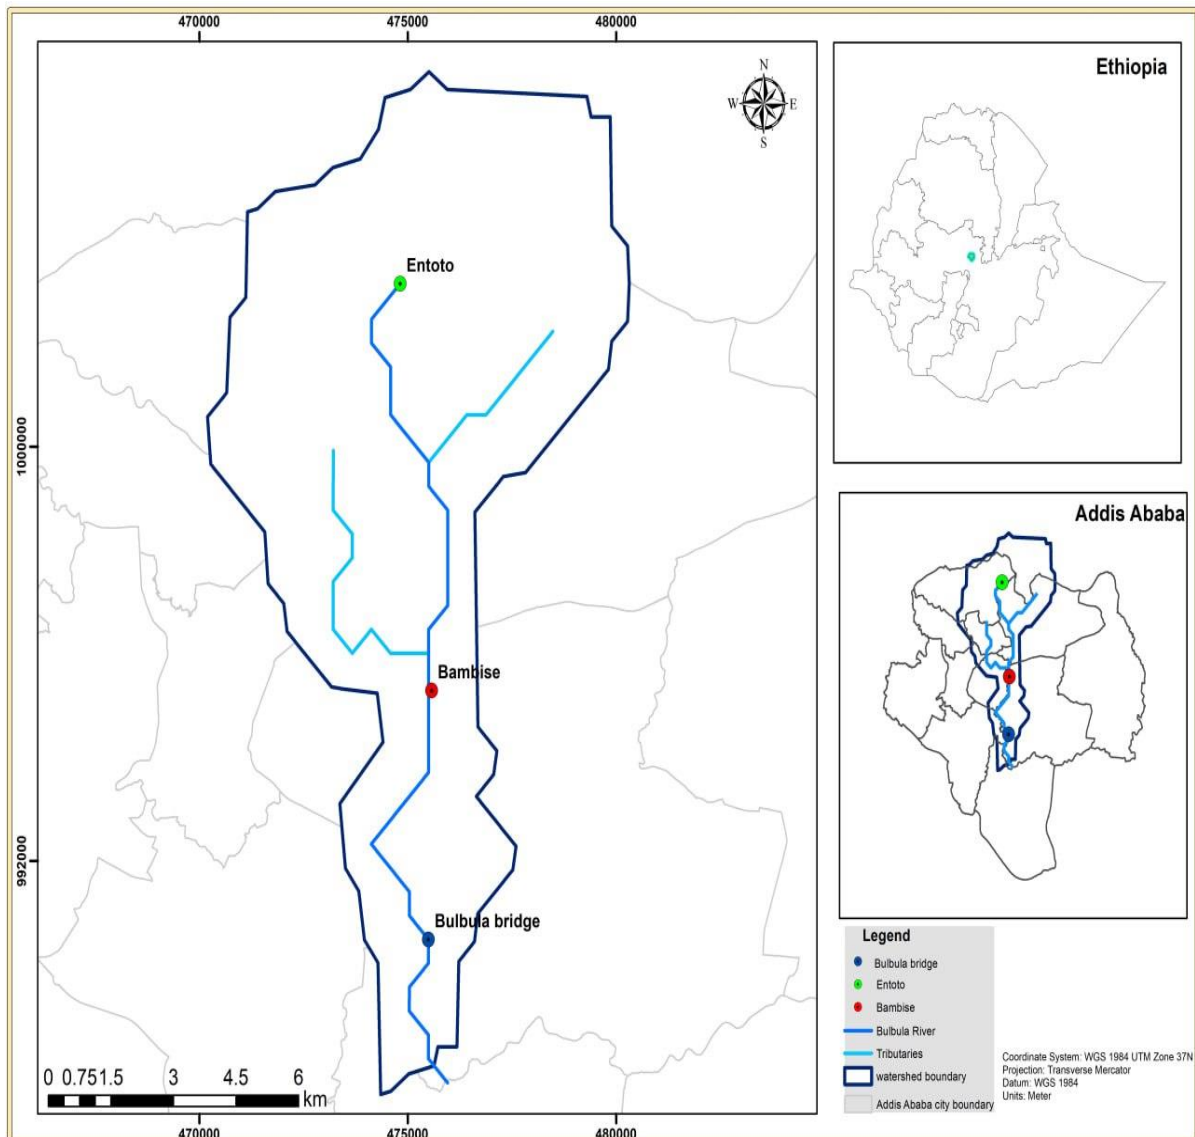 470000
475000
480000
N
W
E
S
Entoto
1000000
Bambise
992000
Bulbula bridge
0 0.75 1.5 3 4.5 6
km
470000
475000
480000
Ethiopia
Addis Ababa
Legend
Bulbula bridge
Entoto
Bambise
Bulbula River
Tributaries
watershed boundary
Addis Ababa city boundary
Coordinate System: WGS 1984 UTM Zone 37N
Projection: Transverse Mercator
Datum: WGS 1984
Units: Meter